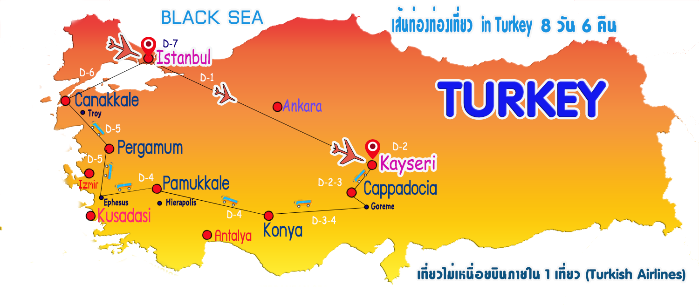 BLACK SEA
เส้นท่องท่องเที่ยว in Turkey 8 วัน 6 คืน
D-7
Istanbul
D-6
D-1
Canakkale
Troy
Ankara
TURKEY
D-5
Pergamum
D-2
Kayseri
D-5
Izmir
D-4
Pamukkale
D-2-3
Cappadocia
Ephesus
Hierapolis
Goreme
Kusadasi
D-4
D-3-4
Konya
Antalya
เที่ยวไม่เหนื่อยบินภายใน 1 เที่ยว (Turkish Airlines)